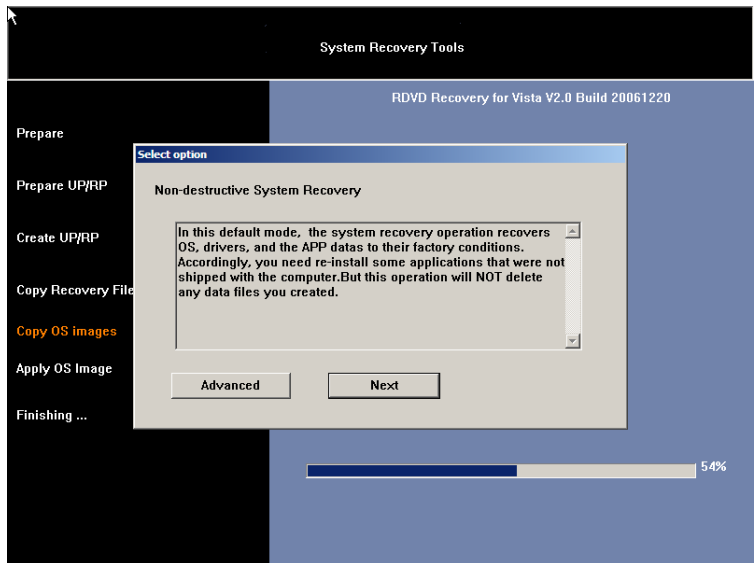 System Recovery Tools
RDVD Recovery for Vista V2.0 Build 20061220
Prepare
Prepare UP/RP
Create UP/RP
Copy Recovery File
Copy OS images
Apply OS Image
Finishing ...
Select option
Non-destructive System Recovery
In this default mode,  the system recovery operation recovers
OS, drivers, and the APP datas to their factory conditions.
Accordingly, you need re-install some applications that were not
shipped with the computer.But this operation will NOT delete
any data files you created.
Advanced
Next
54%